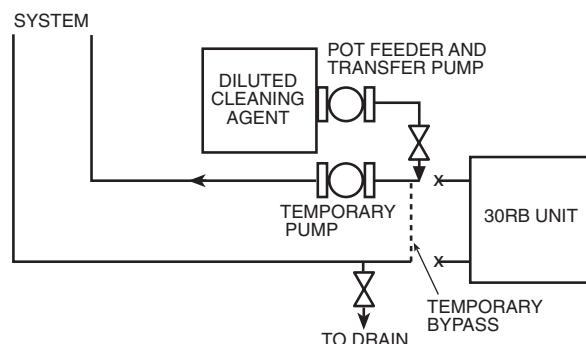 SYSTEM
POT FEEDER AND
TRANSFER PUMP
DILUTED
CLEANING
AGENT
TEMPORARY
PUMP
x
x
30RB UNIT
TEMPORARY
BYPASS
TO DRAIN